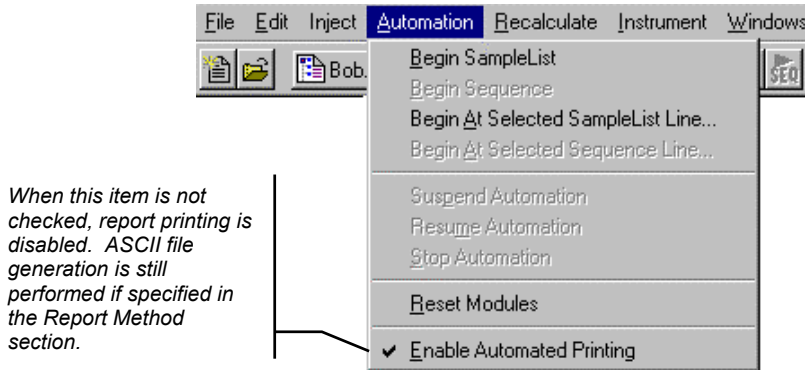 File Edit Inject Automation Recalculate Instrument Windows
Bob.
SEQ
Begin SampleList
Begin Sequence
Begin At Selected SampleList Line...
Begin At Selected Sequence Line...
Suspend Automation
Resume Automation
Stop Automation
Reset Modules
Enable Automated Printing
When this item is not
checked, report printing is
disabled. ASCII file
generation is still
performed if specified in
the Report Method
section.